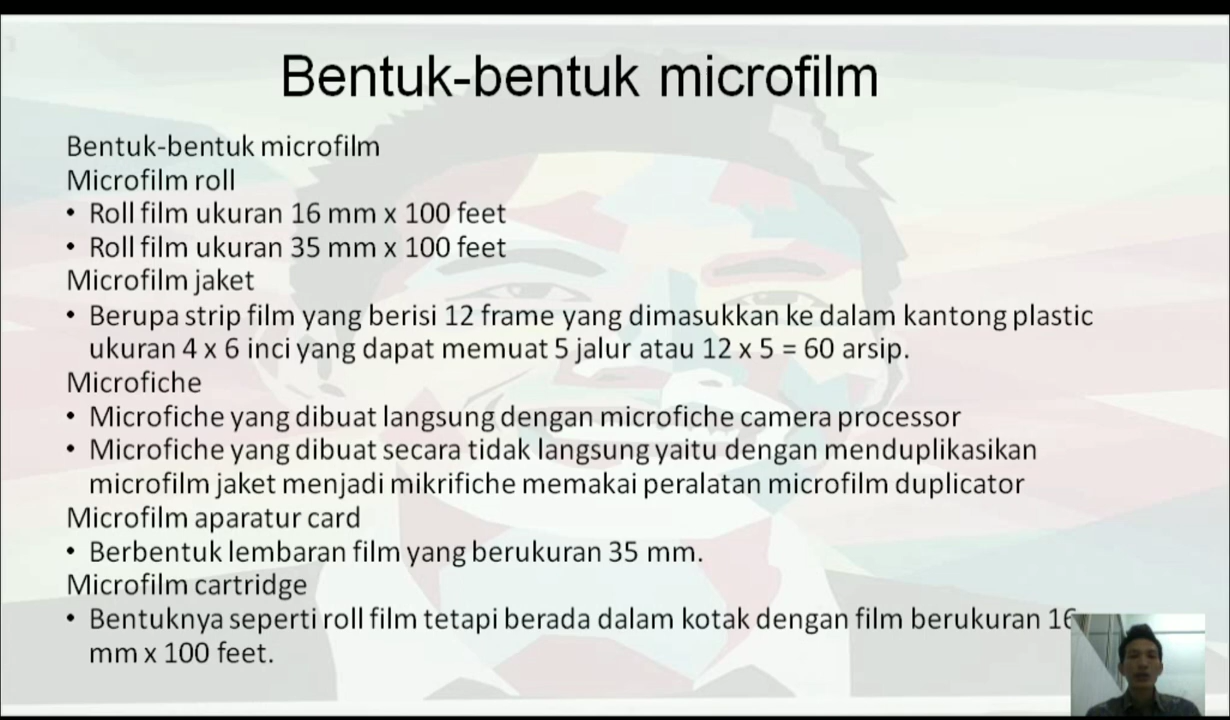 Bentuk-bentuk microfilm
Bentuk-bentuk microfilm
Microfilm roll
• Roll film ukuran 16 mm x 100 feet
• Roll film ukuran 35 mm x 100 feet
Microfilm jaket
• Berupa strip film yang berisi 12 frame yang dimasukkan ke dalam kantong plastic
ukuran 4 x 6 inci yang dapat memuat 5 jalur atau 12 x 5 = 60 arsip.
Microfiche
• Microfiche yang dibuat langsung dengan microfiche camera processor
• Microfiche yang dibuat secara tidak langsung yaitu dengan menduplikasikan
microfilm jaket menjadi mikrifiche memakai peralatan microfilm duplicator
Microfilm aparatur card
• Berbentuk lembaran film yang berukuran 35 mm.
Microfilm cartridge
• Bentuknya seperti roll film tetapi berada dalam kotak dengan film berukuran 16
mm x 100 feet.